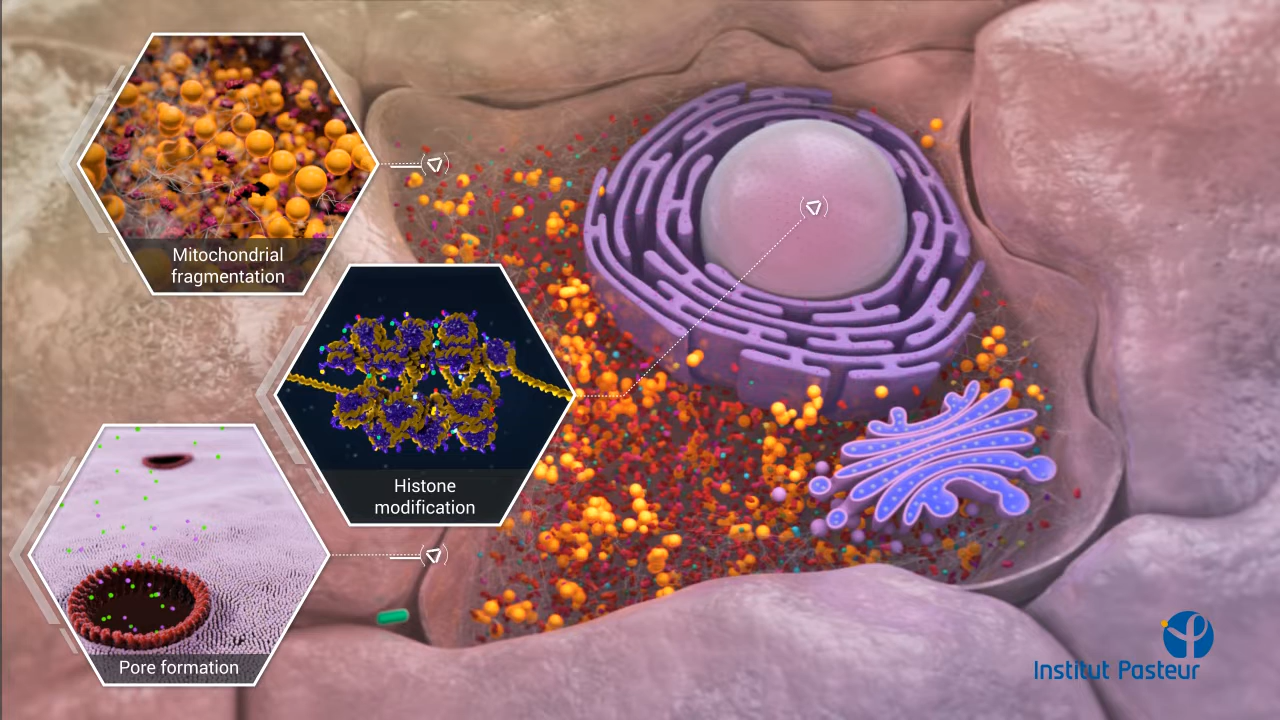 Mitochondrial
fragmentation
Histone
modification
Pore formation
Institut Pasteur